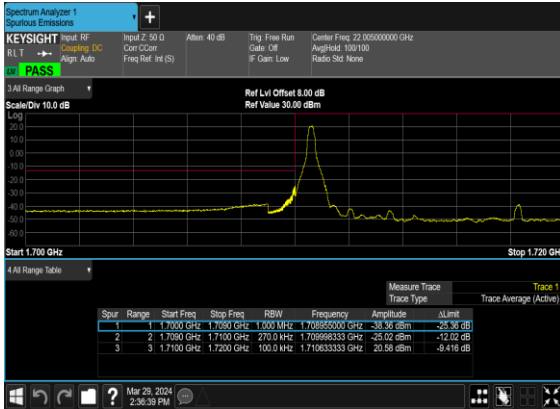 Spectrum Analyzer 1
Spurious Emissions
+
KEYSIGHT Input: RF Input Z: 50 Ω Atten: 40 dB Trig: Free Run Center Freq: 22.005000000 GHz
RLT Coupling: DC Corr CCorr Gate: Off Avg|Hold: 100/100
Align: Auto Freq Ref: Int (S) IF Gain: Low Radio Std: None
PASS
3 All Range Graph
Ref Lvl Offset 8.00 dB
Scale/Div 10.0 dB Ref Value 30.00 dBm
Log
20.0
10.0
0.00
-10.0
-20.0
-30.0
-40.0
-50.0
-60.0
Start 1.700 GHz Stop 1.720 GH
4 All Range Table
Measure Trace Trace 1
Trace Type Trace Average (Active)
Spur Range Start Freq Stop Freq RBW Frequency Amplitude ΔLimit
1 1 1.7000 GHz 1.7090 GHz 1.000 MHz 1.708955000 GHz -38.36 dBm -25.36 dB
2 2 1.7090 GHz 1.7100 GHz 270.0 kHz 1.709998333 GHz -25.02 dBm -12.02 dB
3 3 1.7100 GHz 1.7200 GHz 100.0 kHz 1.710633333 GHz 20.58 dBm -9.416 dB
?
Mar 29, 2024
2:36:39 PM